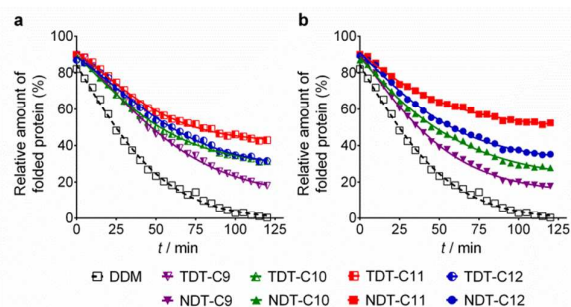 a
b
Relative amount of
folded protein (%)
100
80
60
40
20
0
0 25 50 75 100 125
t / min
Relative amount of
folded protein (%)
100
80
60
40
20
0
0 25 50 75 100 125
t / min
DDM TDT-C9 TDT-C10 TDT-C11 TDT-C12
NDT-C9 NDT-C10 NDT-C11 NDT-C12